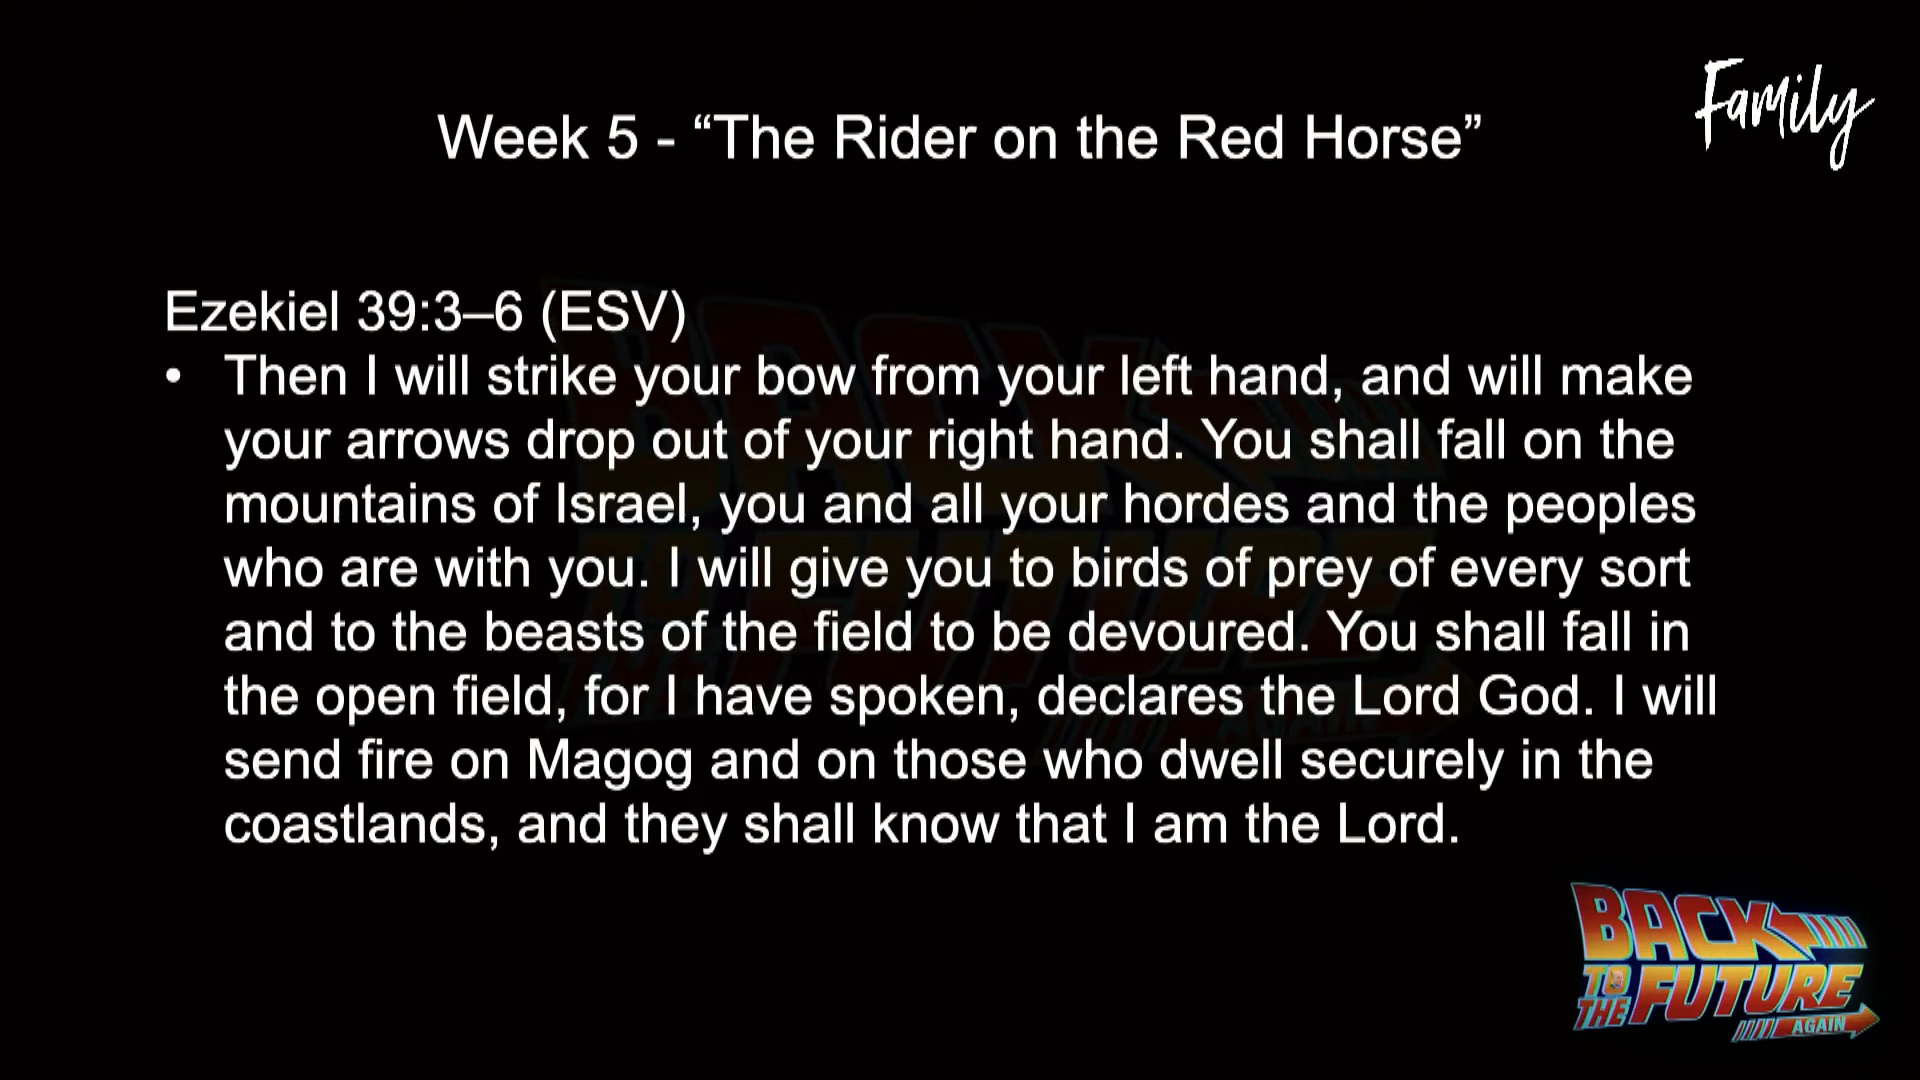 Family
Week 5 - “The Rider on the Red Horse”
Ezekiel 39:3–6 (ESV)
• Then I will strike your bow from your left hand, and will make
your arrows drop out of your right hand. You shall fall on the
mountains of Israel, you and all your hordes and the peoples
who are with you. I will give you to birds of prey of every sort
and to the beasts of the field to be devoured. You shall fall in
the open field, for I have spoken, declares the Lord God. I will
send fire on Magog and on those who dwell securely in the
coastlands, and they shall know that I am the Lord.
BACK
TO THE FUTURE
AGAIN